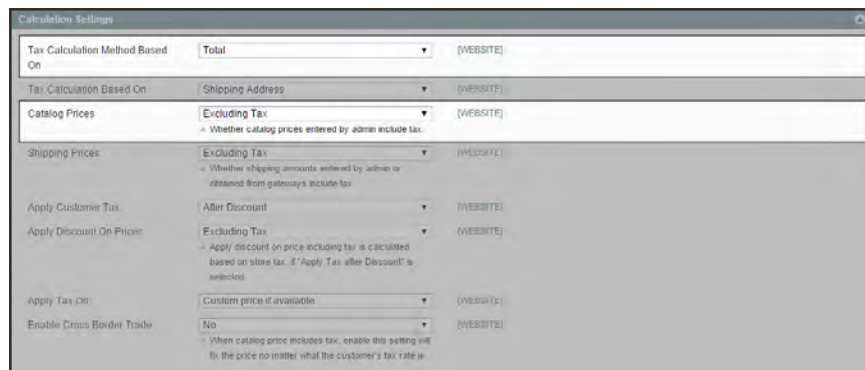 Calculation Settings
Tax Calculation Method Based On
Total
[WEBSITE]
Tax Calculation Based On
Shipping Address
[WEBSITE]
Catalog Prices
Excluding Tax
[WEBSITE]
Whether catalog prices entered by admin include tax.
Shipping Prices
Excluding Tax
[WEBSITE]
Whether shipping amounts entered by admin or
obtained from gateways include tax
Apply Customer Tax
After Discount
[WEBSITE]
Apply Discount On Prices
Excluding Tax
[WEBSITE]
Apply discount on price including tax is calculated
based on store tax, if "Apply Tax after Discount" is
selected.
Apply Tax On
Custom price if available
[WEBSITE]
Enable Cross Border Trade
No
[WEBSITE]
When catalog price includes tax, enable this setting will
fix the price no matter what the customer's tax rate is